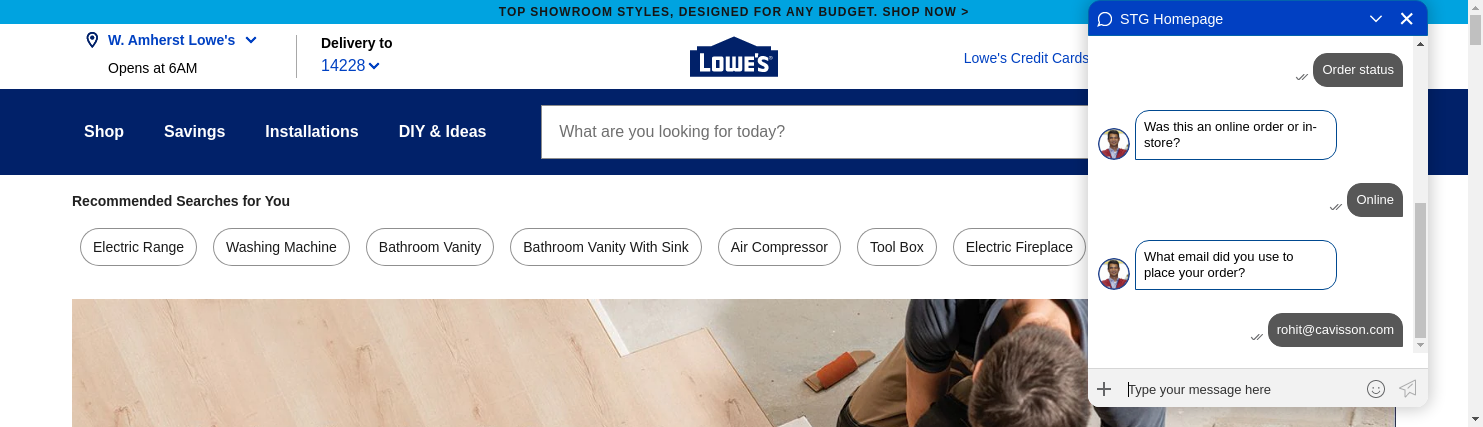 TOP SHOWROOM STYLES, DESIGNED FOR ANY BUDGET. SHOP NOW >
W. Amherst Lowe's
Opens at 6AM
Delivery to
14228
LOWE'S
Lowe's Credit Cards
Shop
Savings
Installations
DIY & Ideas
What are you looking for today?
Recommended Searches for You
Electric Range
Washing Machine
Bathroom Vanity
Bathroom Vanity With Sink
Air Compressor
Tool Box
Electric Fireplace
STG Homepage
Order status
Was this an online order or in-
store?
Online
What email did you use to
place your order?
rohit@cavisson.com
Type your message here